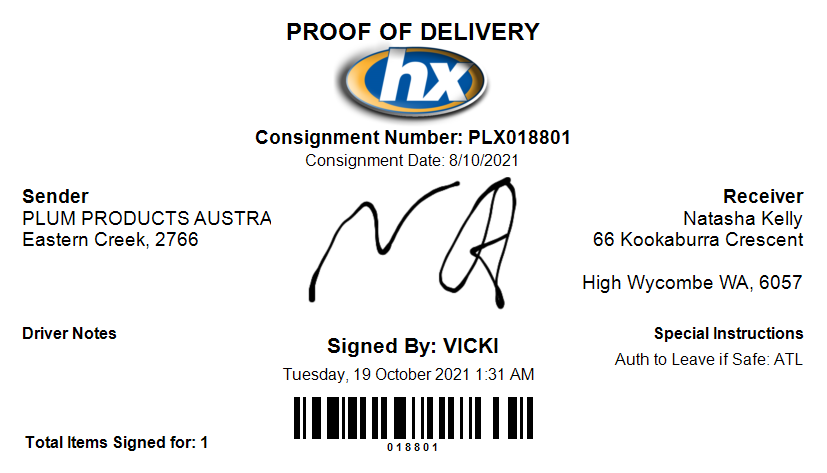 PROOF OF DELIVERY
hx
Consignment Number: PLX018801
Consignment Date: 8/10/2021
Sender
PLUM PRODUCTS AUSTRA
Eastern Creek, 2766
Receiver
Natasha Kelly
66 Kookaburra Crescent
High Wycombe WA, 6057
Driver Notes
Signed By: VICKI
Tuesday, 19 October 2021 1:31 AM
Special Instructions
Auth to Leave if Safe: ATL
Total Items Signed for: 1
018801